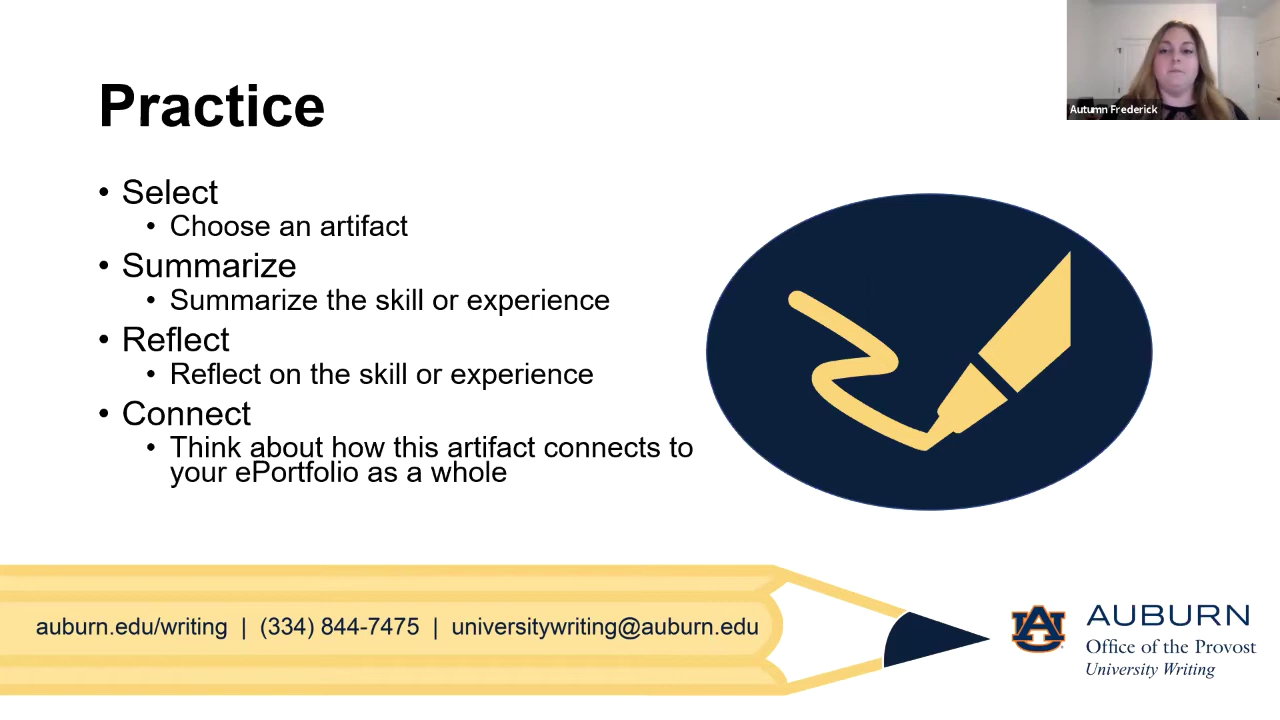 Practice
• Select
• Choose an artifact
• Summarize
• Summarize the skill or experience
• Reflect
• Reflect on the skill or experience
• Connect
• Think about how this artifact connects to
your ePortfolio as a whole
Autumn Frederick
auburn.edu/writing | (334) 844-7475 | universitywriting@auburn.edu
AU
AUBURN
Office of the Provost
University Writing